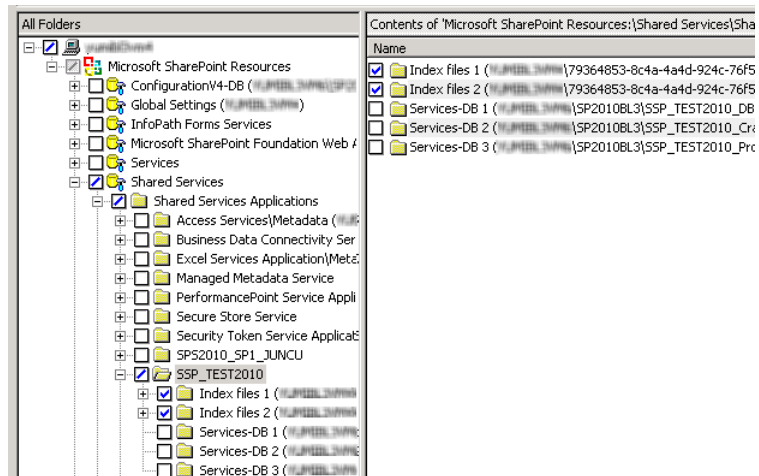 All Folders
Microsoft SharePoint Resources
ConfigurationV4-DB (
Global Settings (
InfoPath Forms Services
Microsoft SharePoint Foundation Web
Services
Shared Services
Shared Services Applications
Access Services\Metadata (
Business Data Connectivity Ser
Excel Services Application\Meta
Managed Metadata Service
PerformancePoint Service Appli
Secure Store Service
Security Token Service Applicat
SPS2010_SP1_JUNCU
SSP_TEST2010
Index files 1 (
Index files 2 (
Services-DB 1 (
Services-DB 2 (
Services-DB 3 (
Contents of 'Microsoft SharePoint Resources:\Shared Services\Sha
Name
Index files 1 ( \79364853-8c4a-4a4d-924c-76f5
Index files 2 ( \79364853-8c4a-4a4d-924c-76f5
Services-DB 1 ( \SP2010BL3\SSP_TEST2010_DB
Services-DB 2 ( \SP2010BL3\SSP_TEST2010_Cra
Services-DB 3 ( \SP2010BL3\SSP_TEST2010_Pro